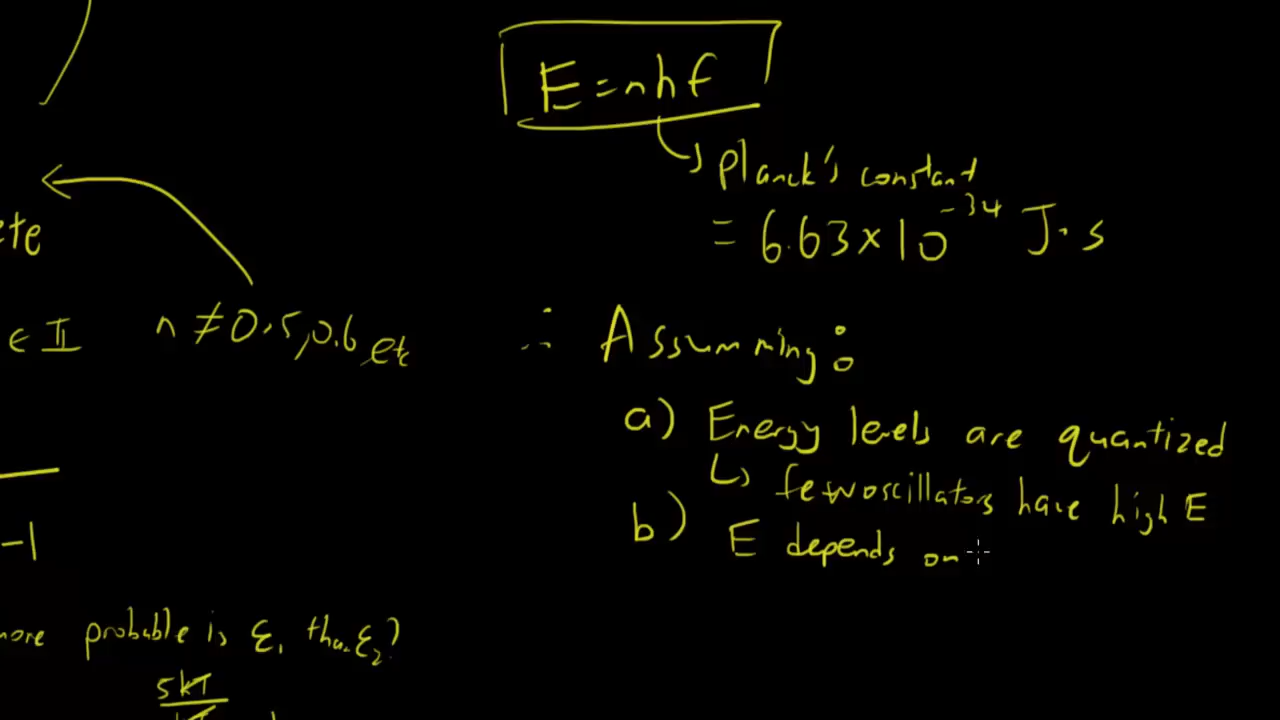 E = nhf
Planck's constant
= 6.63 × 10^-34 J·s
ete
∈ I n ≠ 0.5, 0.6 etc
∴ Assuming:
a) Energy levels are quantized
↳ few oscillators have high E
b) E depends on
-1
more probable is ε₁ than ε₂?
5kT